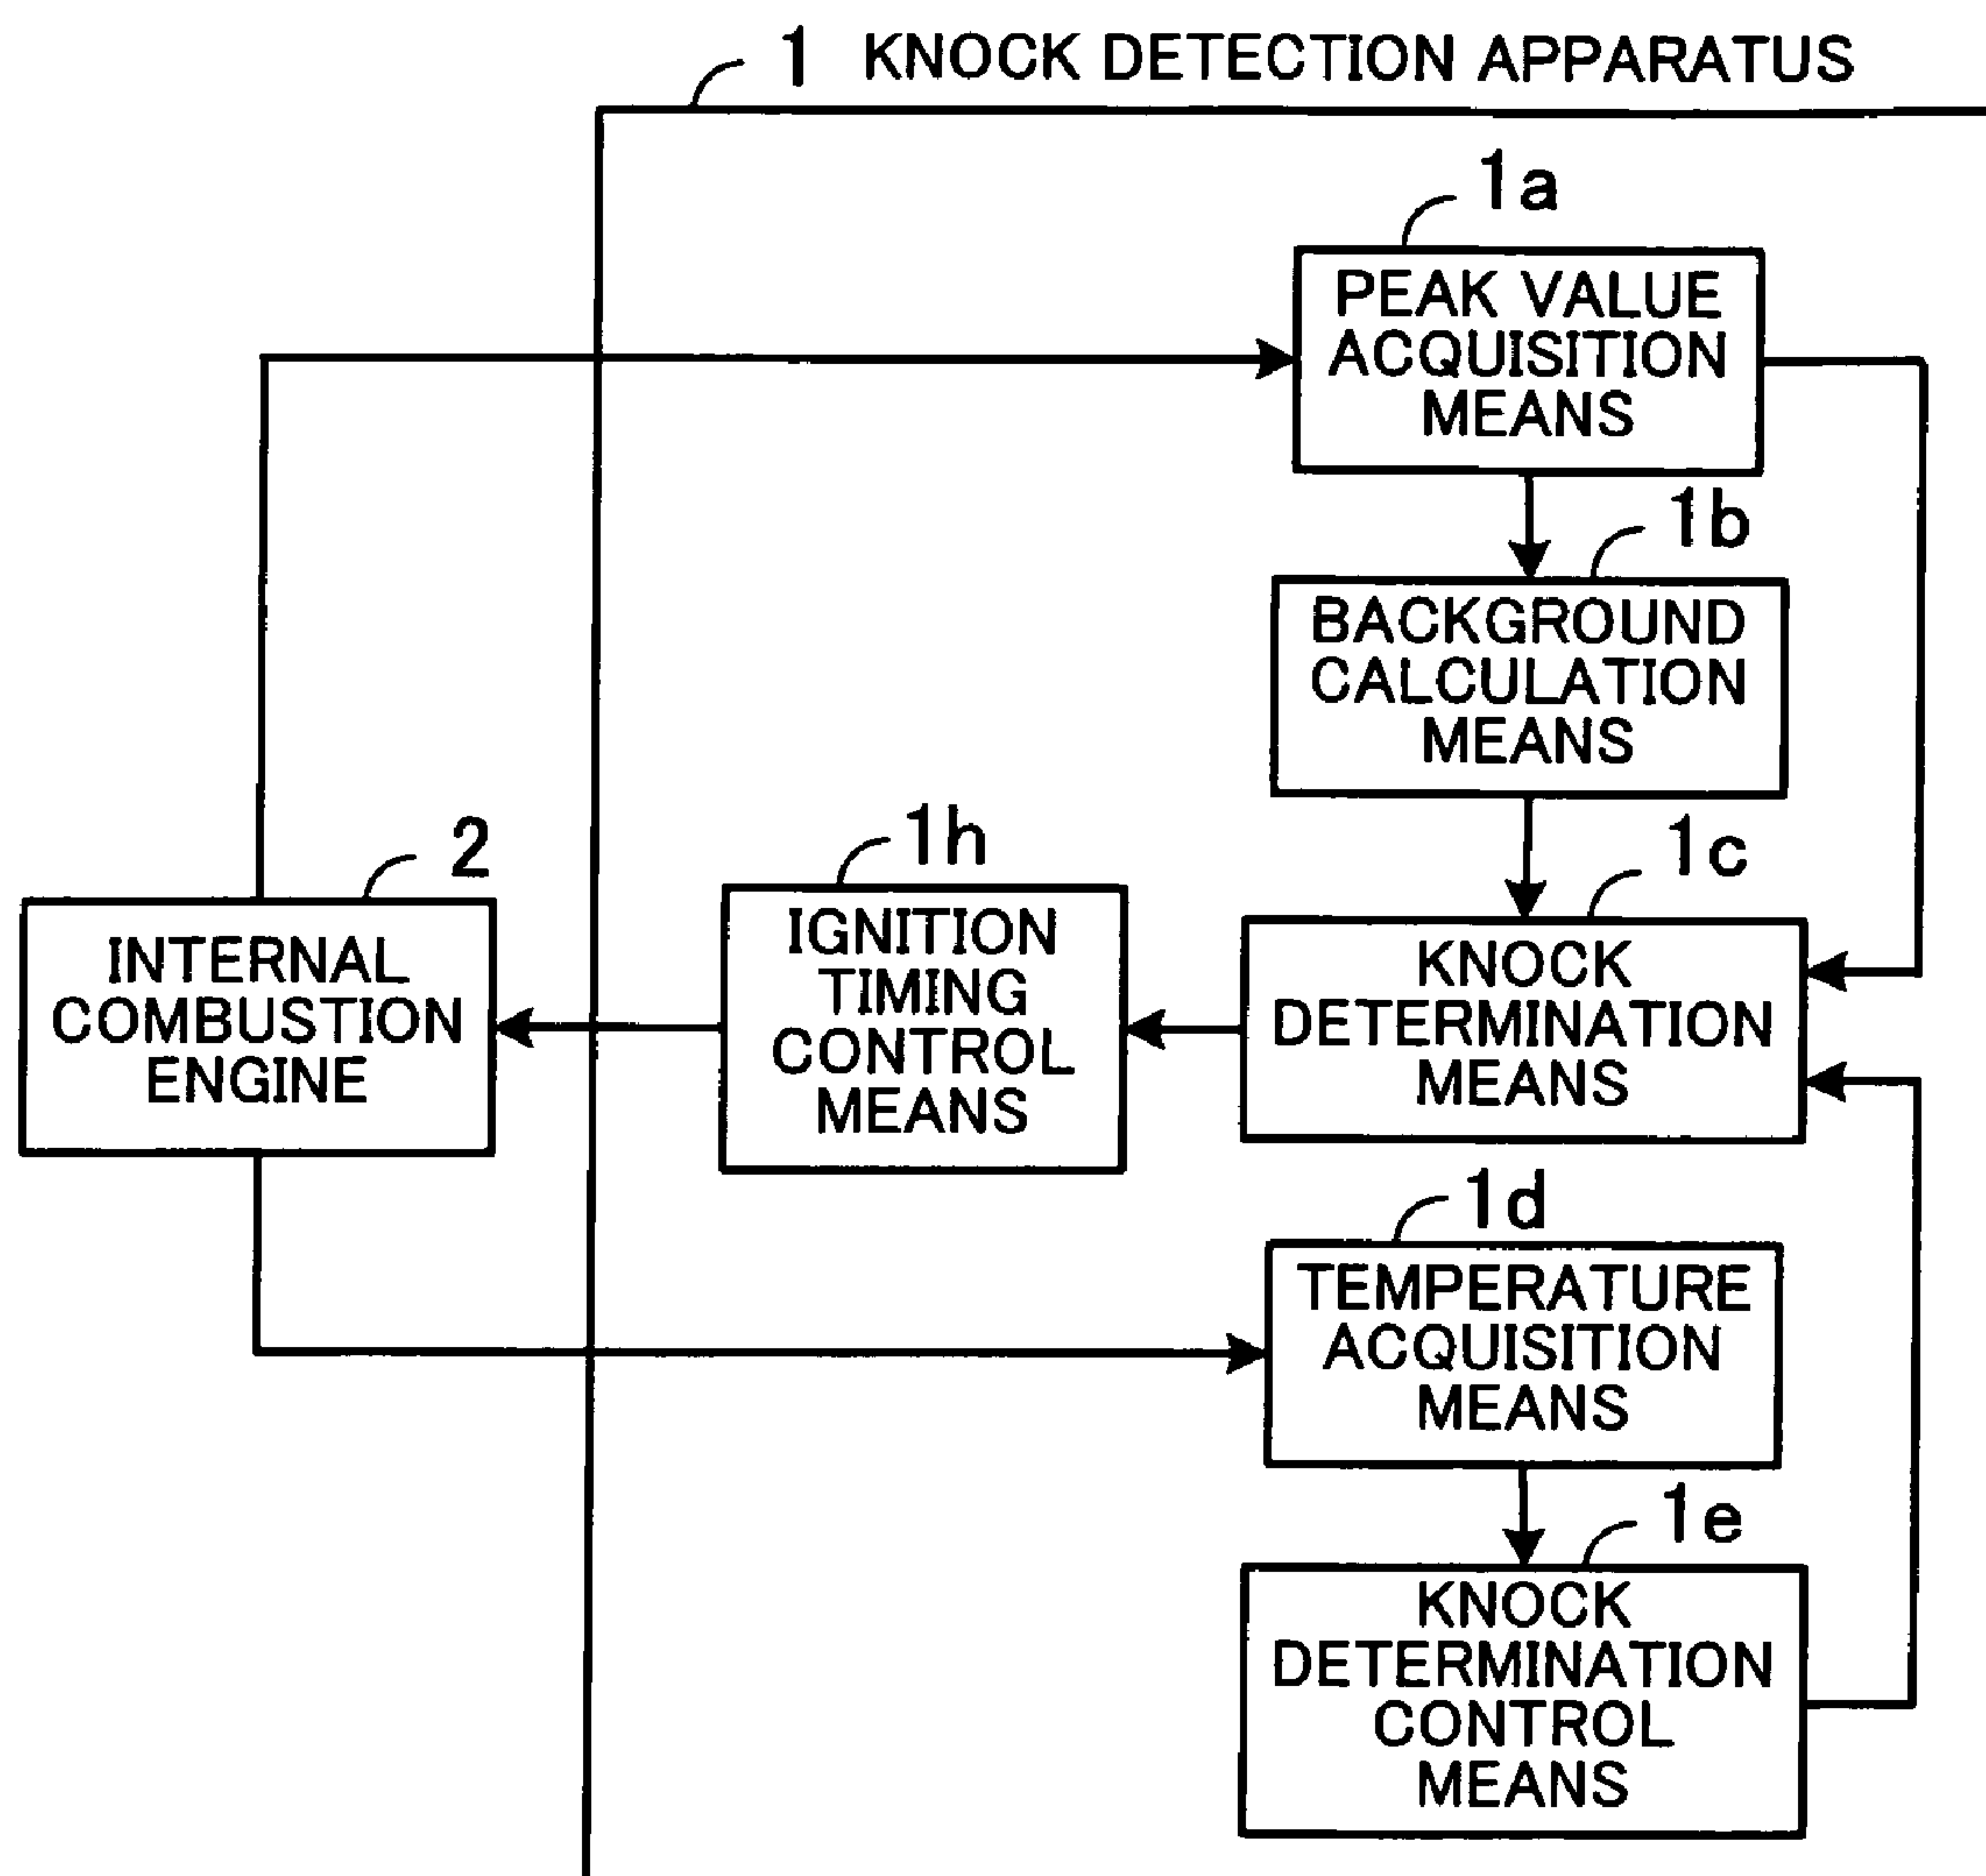 1 KNOCK DETECTION APPARATUS
1a
PEAK VALUE
ACQUISITION
MEANS
1b
BACKGROUND
CALCULATION
MEANS
1c
KNOCK
DETERMINATION
MEANS
1h
IGNITION
TIMING
CONTROL
MEANS
2
INTERNAL
COMBUSTION
ENGINE
1d
TEMPERATURE
ACQUISITION
MEANS
1e
KNOCK
DETERMINATION
CONTROL
MEANS